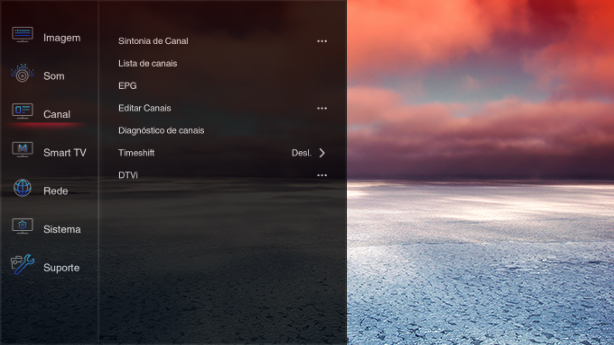 Imagem
Som
Canal
Smart TV
Rede
Sistema
Suporte
Sintonia de Canal
Lista de canais
EPG
Editar Canais
Diagnóstico de canais
Timeshift Desl.
DTVi